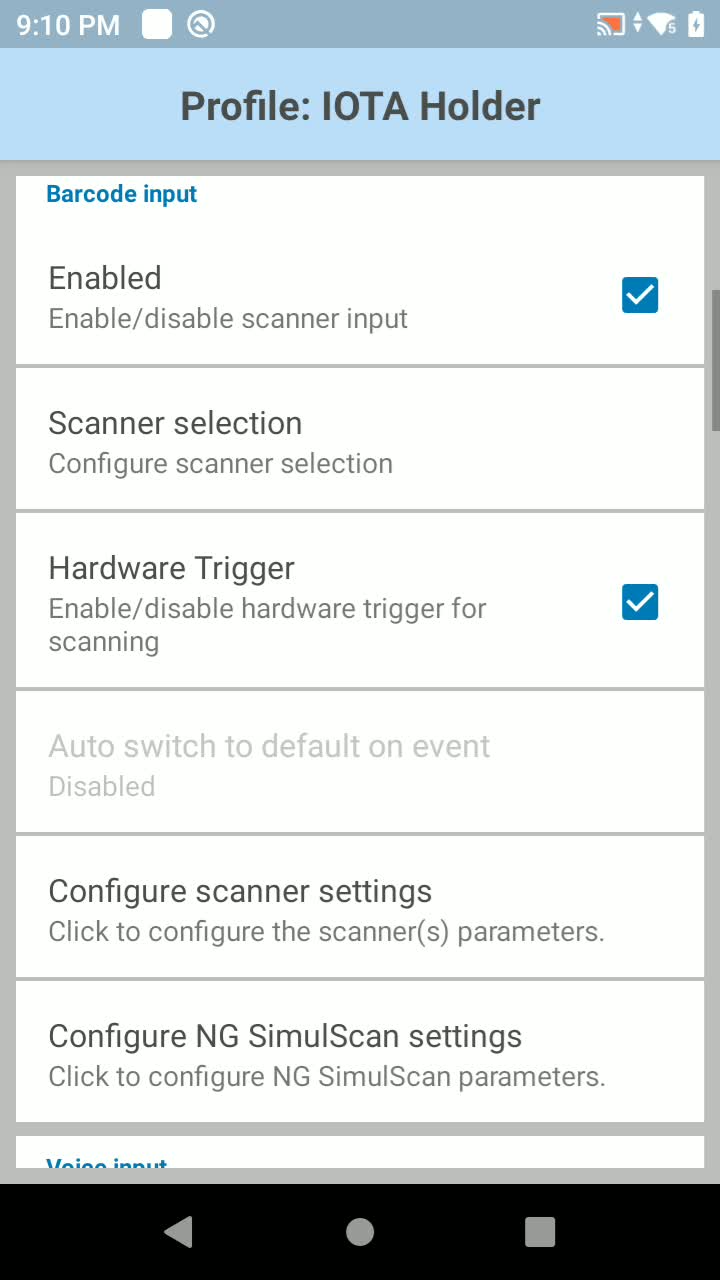 9:10 PM
5
Profile: IOTA Holder
Barcode input
Enabled
Enable/disable scanner input
Scanner selection
Configure scanner selection
Hardware Trigger
Enable/disable hardware trigger for
scanning
Auto switch to default on event
Disabled
Configure scanner settings
Click to configure the scanner(s) parameters.
Configure NG SimulScan settings
Click to configure NG SimulScan parameters.
Voice input